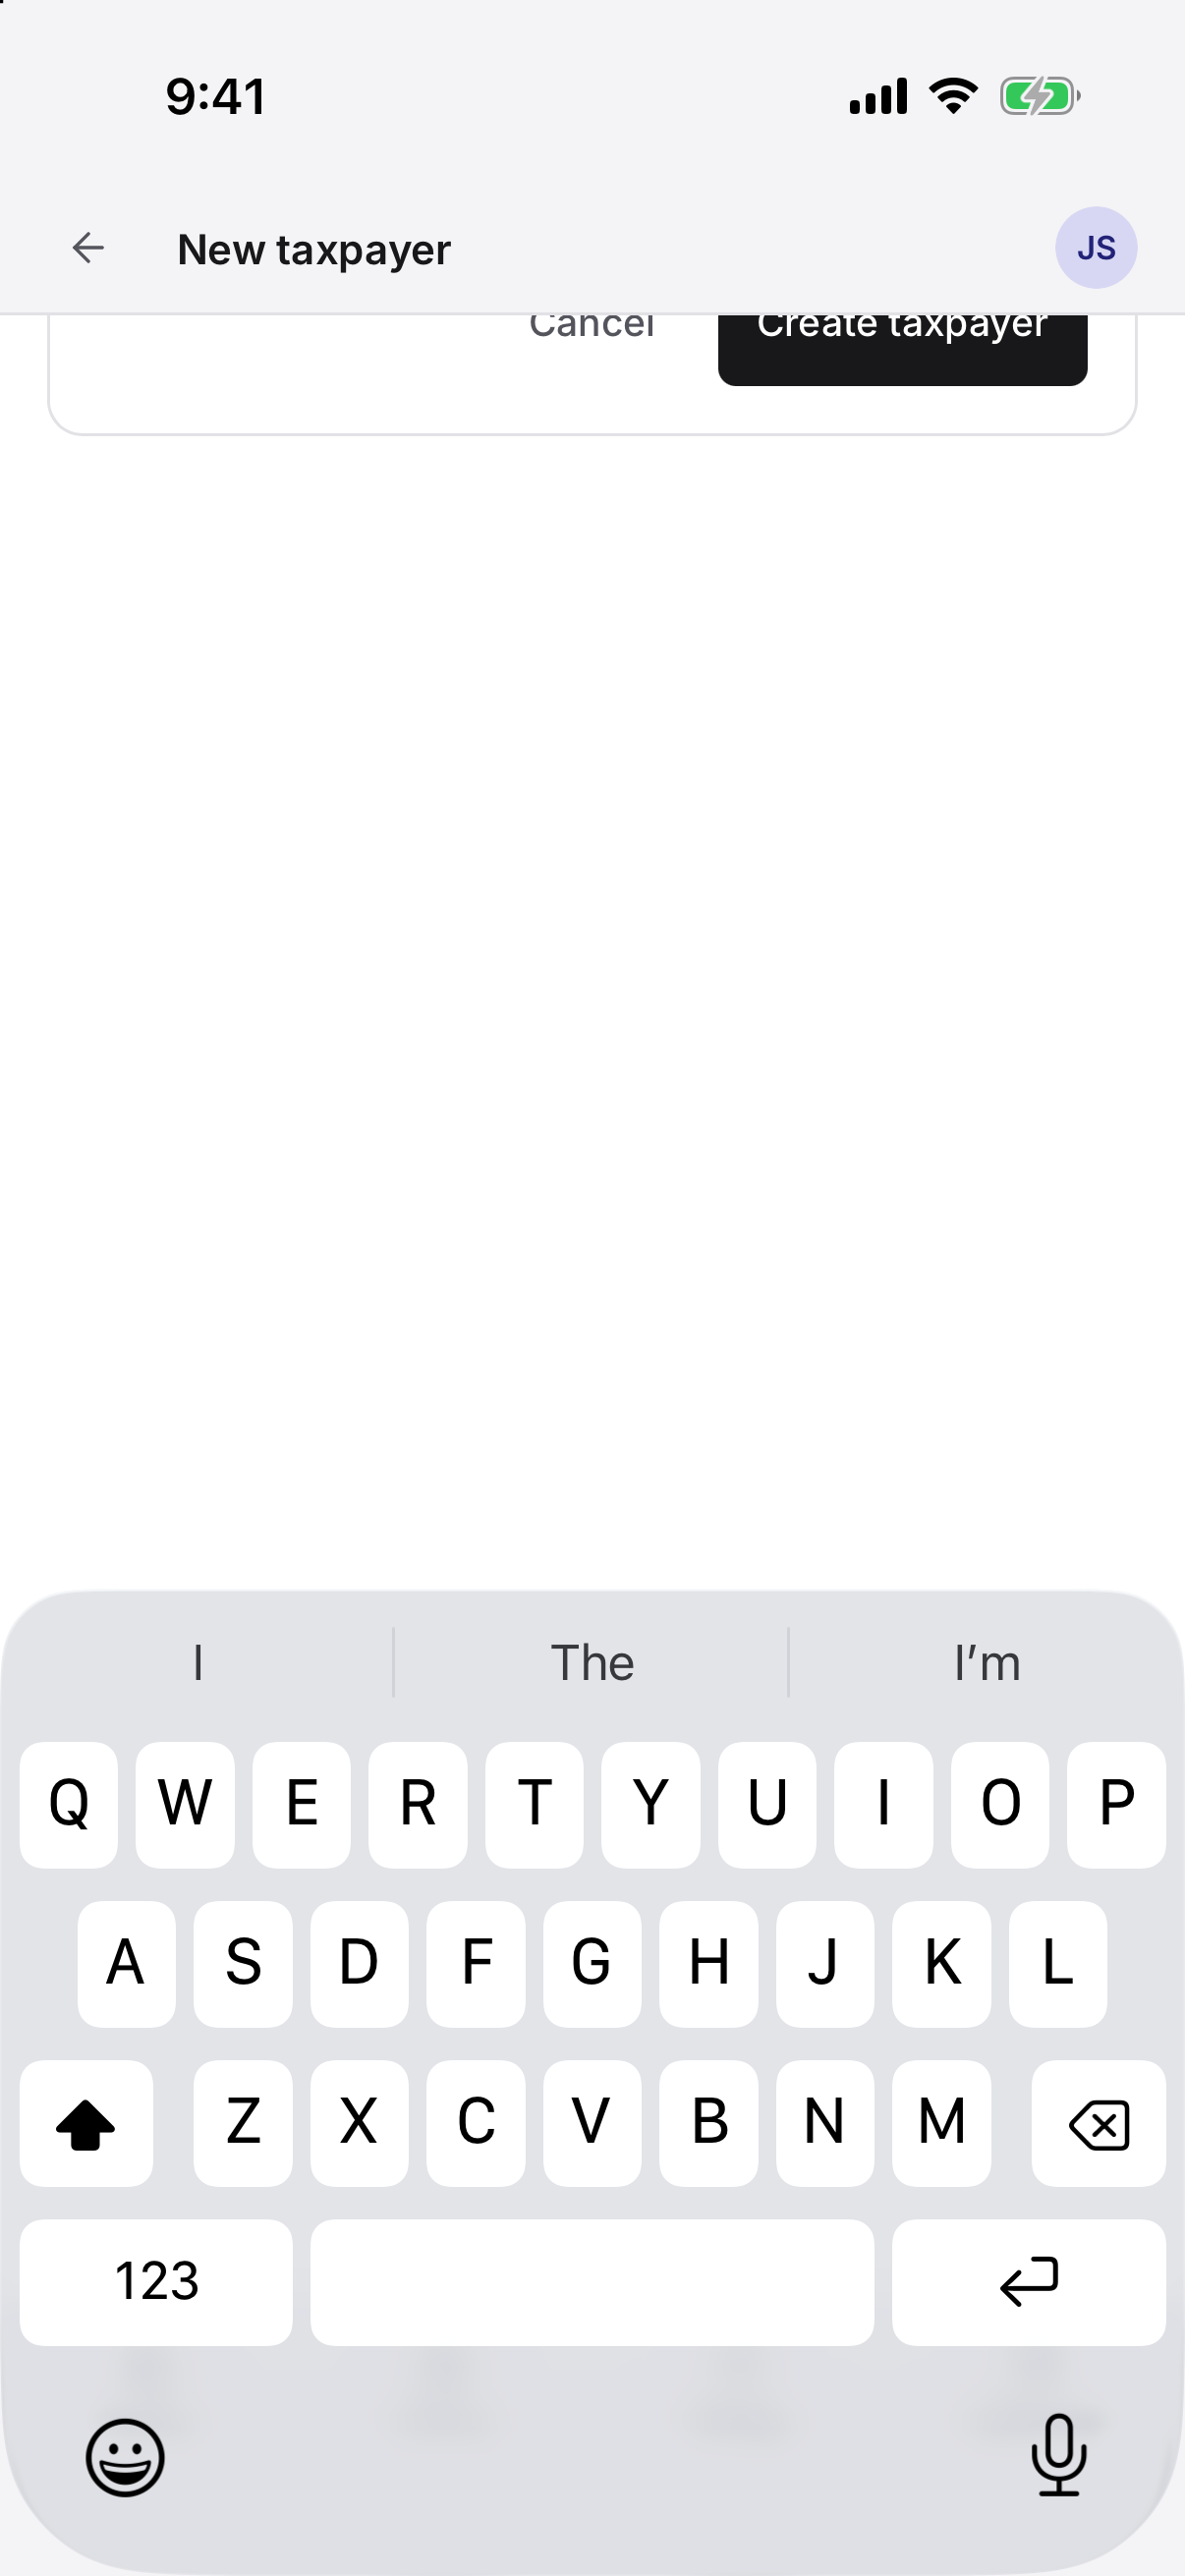 9:41
New taxpayer
JS
Cancel
Create taxpayer
I
The
I’m
Q W E R T Y U I O P
A S D F G H J K L
Z X C V B N M
123